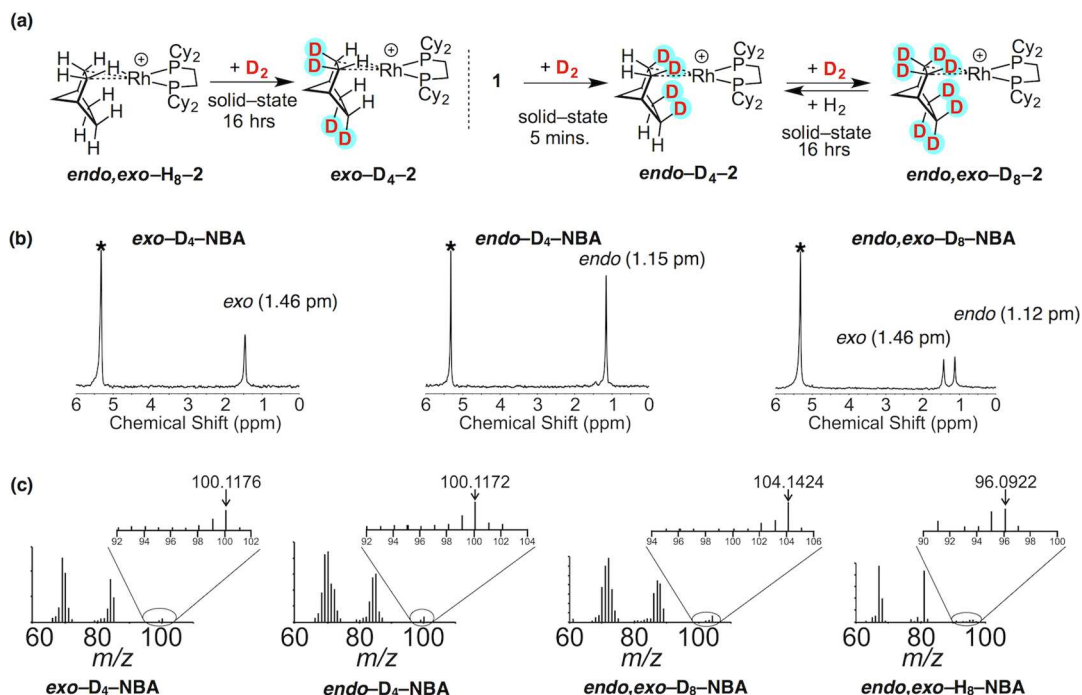 (a)
H
H
H
H
H
H
H
H
Rh
⊕
Cy2
P
P
Cy2
+ D2
solid–state
16 hrs
D
D
H
H
H
H
D
D
Rh
⊕
Cy2
P
P
Cy2
1
+ D2
solid–state
5 mins.
H
H
D
D
D
D
H
H
Rh
⊕
Cy2
P
P
Cy2
+ D2
+ H2
solid–state
16 hrs
D
D
D
D
D
D
D
D
Rh
⊕
Cy2
P
P
Cy2
endo,exo–H8–2
exo–D4–2
endo–D4–2
endo,exo–D8–2
(b)
* exo–D4–NBA
exo (1.46 pm)
6 5 4 3 2 1 0
Chemical Shift (ppm)
* endo–D4–NBA
endo (1.15 pm)
6 5 4 3 2 1 0
Chemical Shift (ppm)
* endo,exo–D8–NBA
exo (1.46 pm)
endo (1.12 pm)
6 5 4 3 2 1 0
Chemical Shift (ppm)
(c)
100.1176
92 94 96 98 100 102
60 80 100
m/z
exo–D4–NBA
100.1172
92 94 96 98 100 102 104
60 80 100
m/z
endo–D4–NBA
104.1424
94 96 98 100 102 104 106
60 80 100
m/z
endo,exo–D8–NBA
96.0922
90 92 94 96 98 100
60 80 100
m/z
endo,exo–H8–NBA